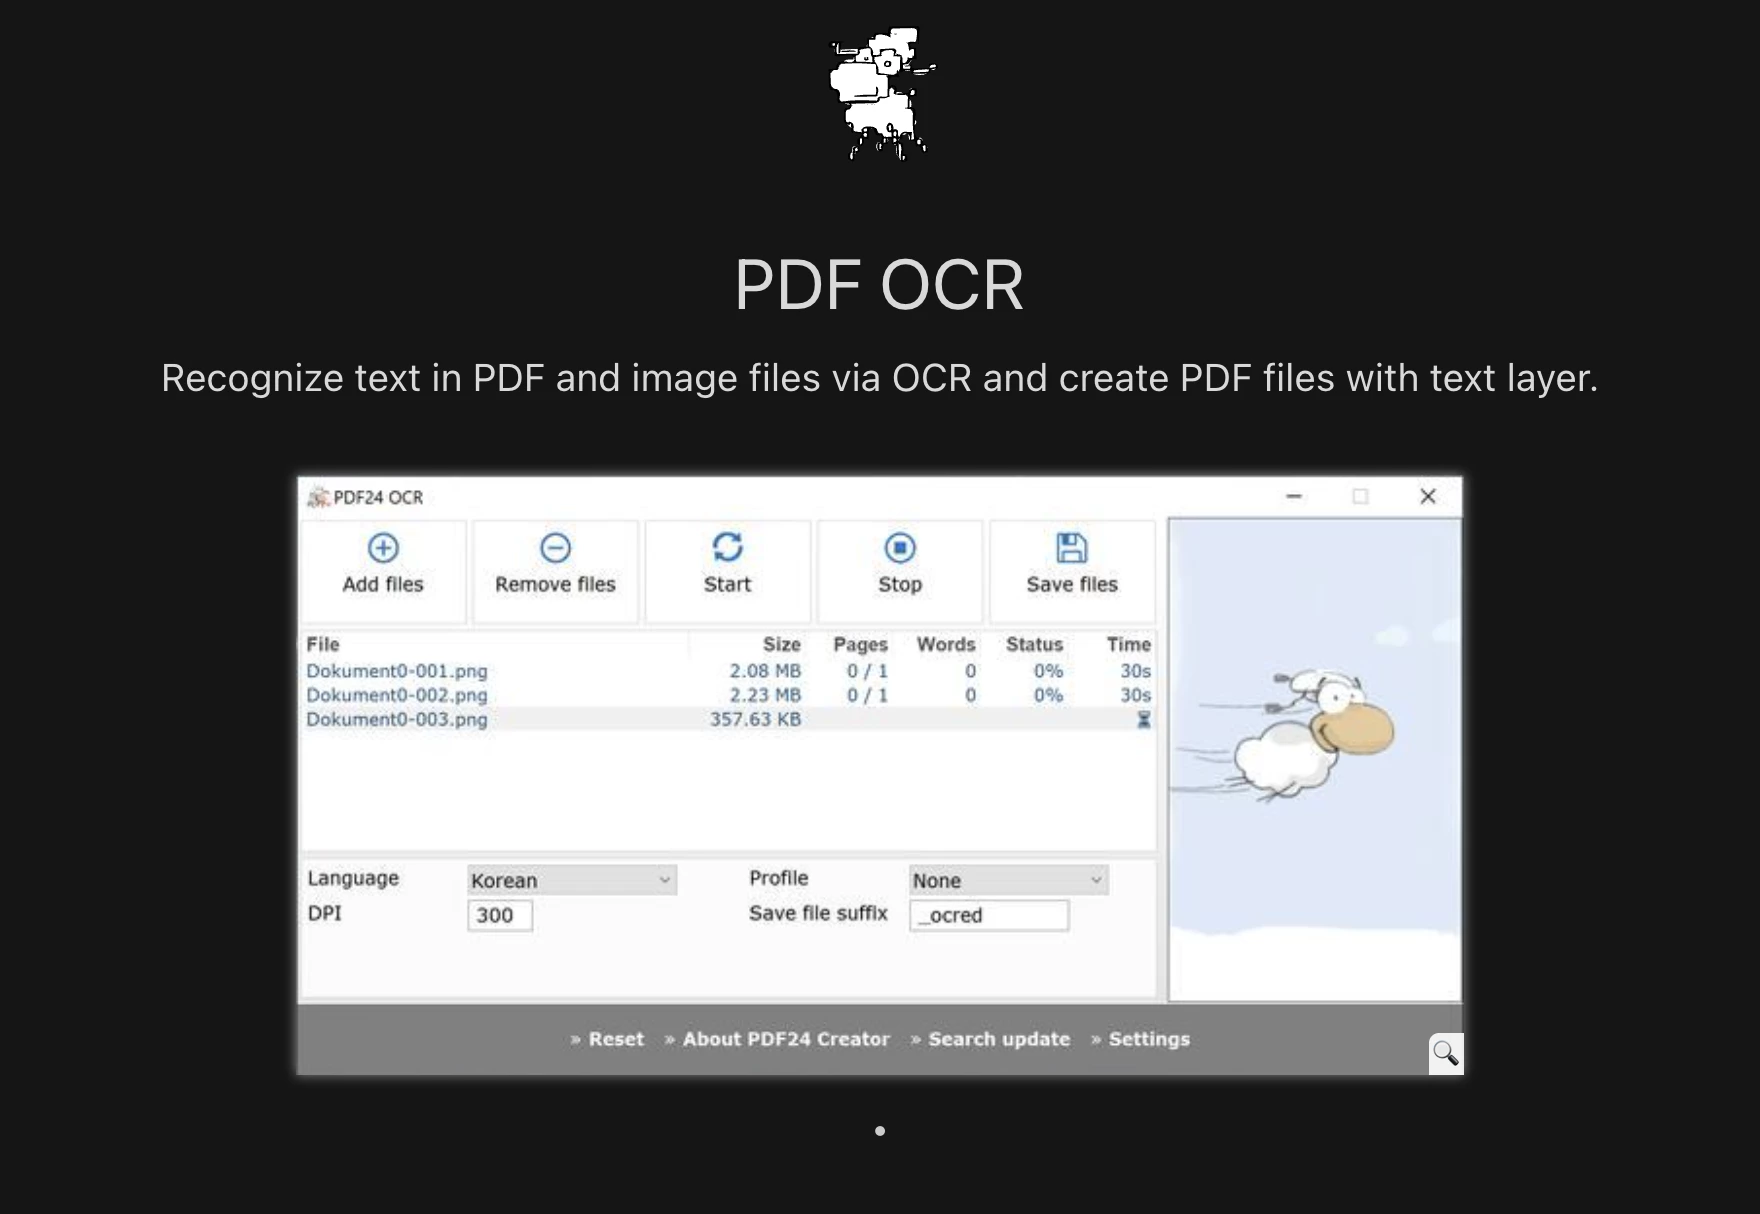 PDF OCR
Recognize text in PDF and image files via OCR and create PDF files with text layer.
PDF24 OCR
Add files Remove files Start Stop Save files
File Size Pages Words Status Time
Dokument0-001.png 2.08 MB 0 / 1 0 0% 30s
Dokument0-002.png 2.23 MB 0 / 1 0 0% 30s
Dokument0-003.png 357.63 KB
Language Korean Profile None
DPI 300 Save file suffix _ocred
» Reset » About PDF24 Creator » Search update » Settings